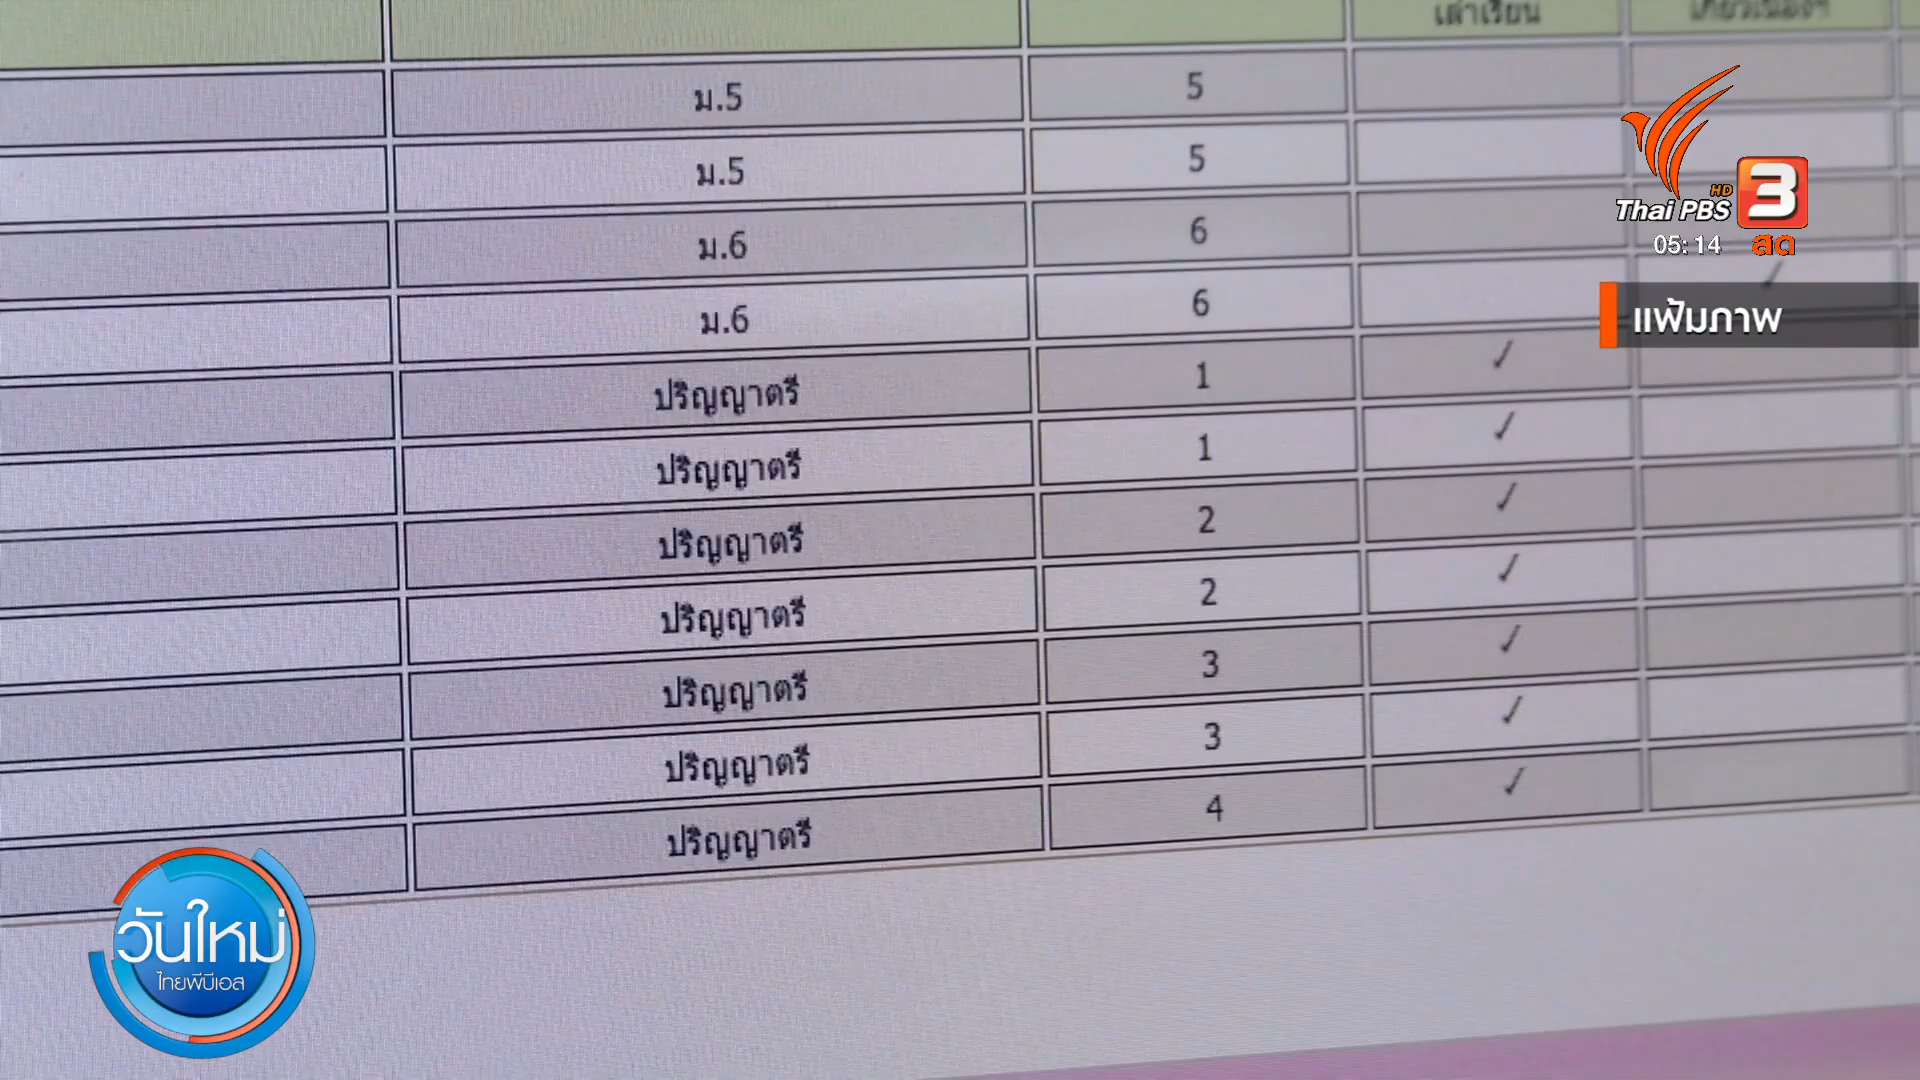 เล่าเรียน
ม.5 5
ม.5 5
ม.6 6
ม.6 6 ✓
ปริญญาตรี 1 ✓
ปริญญาตรี 1 ✓
ปริญญาตรี 2 ✓
ปริญญาตรี 2 ✓
ปริญญาตรี 3 ✓
ปริญญาตรี 3 ✓
ปริญญาตรี 4 ✓
HD
Thai PBS 3
05:14 สด
แฟ้มภาพ
วันใหม่
ไทยพีบีเอส